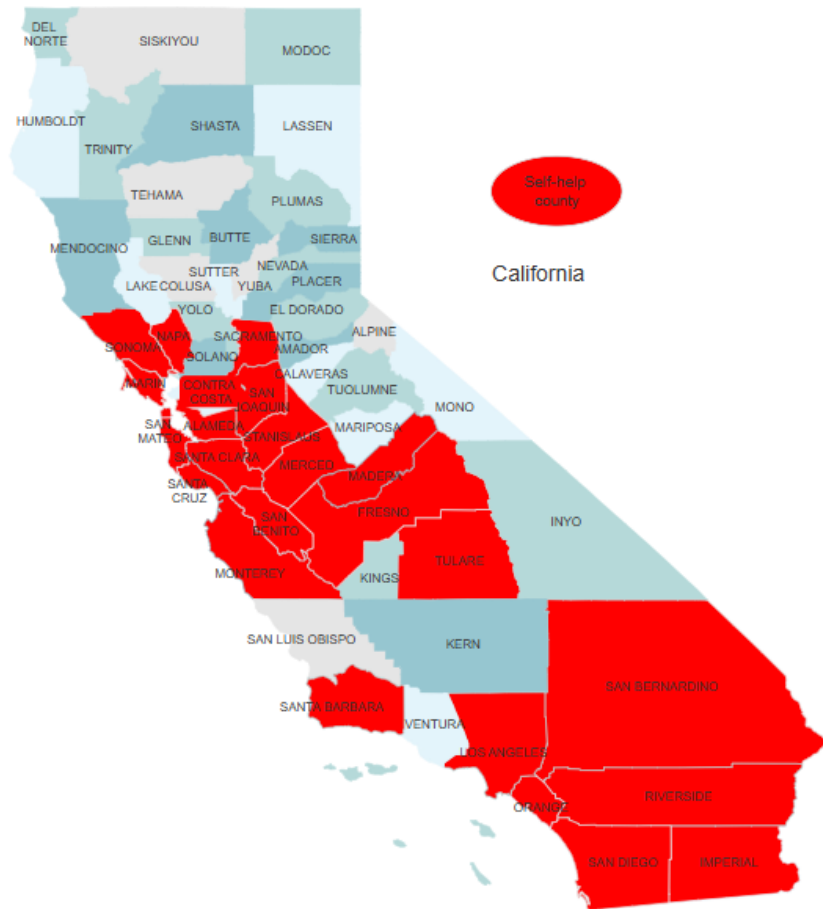 DEL
NORTE
SISKIYOU
MODOC
HUMBOLDT
SHASTA
LASSEN
TRINITY
TEHAMA
PLUMAS
Self-help
county
MENDOCINO
GLENN
BUTTE
SIERRA
California
LAKE
COLUSA
SUTTER
YUBA
NEVADA
PLACER
YOLO
EL DORADO
SONOMA
NAPA
SACRAMENTO
ALPINE
SOLANO
AMADOR
MARIN
CONTRA
COSTA
SAN
JOAQUIN
CALAVERAS
TUOLUMNE
MONO
SAN
MATEO
ALAMEDA
STANISLAUS
MARIPOSA
SANTA CLARA
MERCED
MADERA
SANTA
CRUZ
SAN
BENITO
FRESNO
INYO
MONTEREY
KINGS
TULARE
SAN LUIS OBISPO
KERN
SAN BERNARDINO
SANTA BARBARA
VENTURA
LOS ANGELES
ORANGE
RIVERSIDE
SAN DIEGO
IMPERIAL